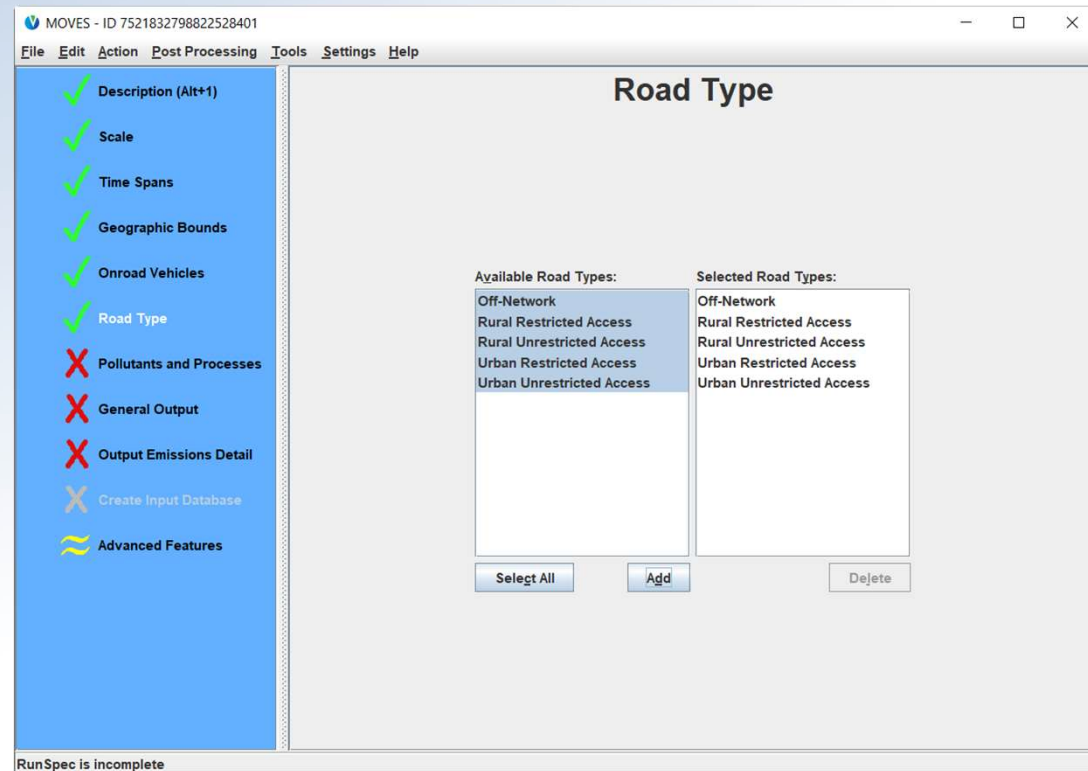 MOVES - ID 7521832798822528401
File Edit Action Post Processing Tools Settings Help
Description (Alt+1)
Scale
Time Spans
Geographic Bounds
Onroad Vehicles
Road Type
Pollutants and Processes
General Output
Output Emissions Detail
Create Input Database
Advanced Features
Road Type
Available Road Types:
Off-Network
Rural Restricted Access
Rural Unrestricted Access
Urban Restricted Access
Urban Unrestricted Access
Selected Road Types:
Off-Network
Rural Restricted Access
Rural Unrestricted Access
Urban Restricted Access
Urban Unrestricted Access
Select All
Add
Delete
RunSpec is incomplete